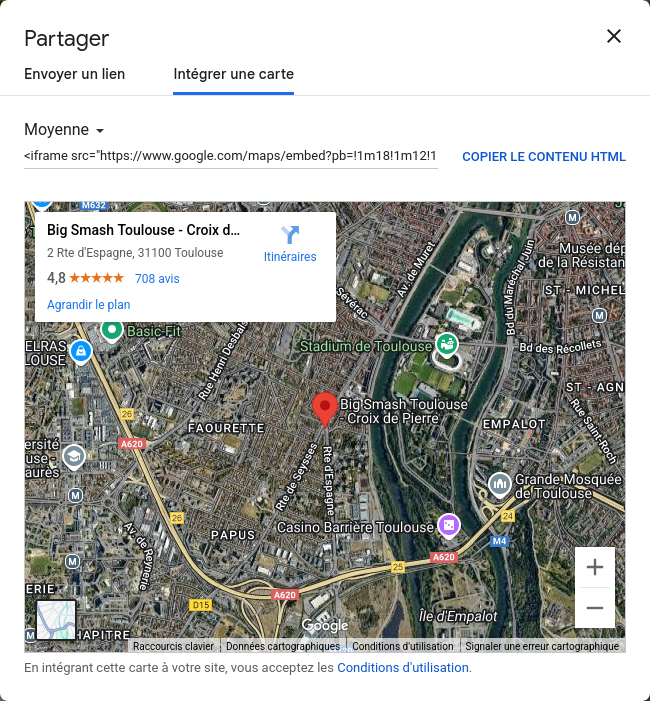 Partager
Envoyer un lien
Intégrer une carte
Moyenne
<iframe src="https://www.google.com/maps/embed?pb=!1m18!1m12!1
COPIER LE CONTENU HTML
M632
Big Smash Toulouse - Croix d...
2 Rte d'Espagne, 31100 Toulouse
4,8
708 avis
Itinéraires
Agrandir le plan
M
Musée dép
de la Résistan
Av. de Muret
Bd du Maréchal Juin
ST - MICHEL
Sévérac
M
Basic-Fit
ELRAS
LOUSE
Rue Henri Desbals
Stadium de Toulouse
Bd des Récollets
ST - AGN
26
A620
FAOURETTE
Big Smash Toulouse
- Croix de Pierre
EMPALOT
Rue Saint-Roch
ersité
use -
aurès
M
Rte de Seysses
Rte d'Espagne
Grande Mosquée
de Toulouse
26
Casino Barrière Toulouse
24
PAPUS
M4
Av. de Reynerie
M
A620
25
ERIE
A620
D15
Île d'Empalot
M
HAPITRE
Google
Raccourcis clavier
Données cartographiques
Conditions d'utilisation
Signaler une erreur cartographique
En intégrant cette carte à votre site, vous acceptez les Conditions d'utilisation.